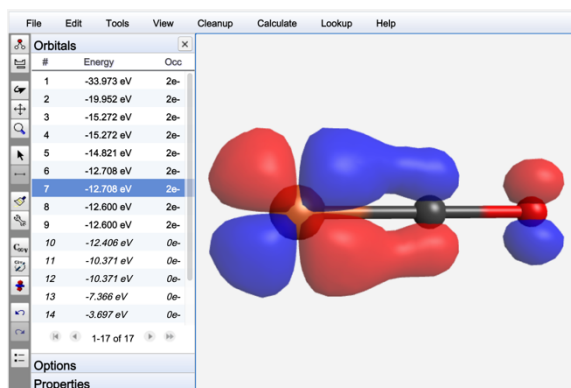 File Edit Tools View Cleanup Calculate Lookup Help
Orbitals
# Energy Occ
1 -33.973 eV 2e-
2 -19.952 eV 2e-
3 -15.272 eV 2e-
4 -15.272 eV 2e-
5 -14.821 eV 2e-
6 -12.708 eV 2e-
7 -12.708 eV 2e-
8 -12.600 eV 2e-
9 -12.600 eV 2e-
10 -12.406 eV 0e-
11 -10.371 eV 0e-
12 -10.371 eV 0e-
13 -7.366 eV 0e-
14 -3.697 eV 0e-
1-17 of 17
Options
Properties